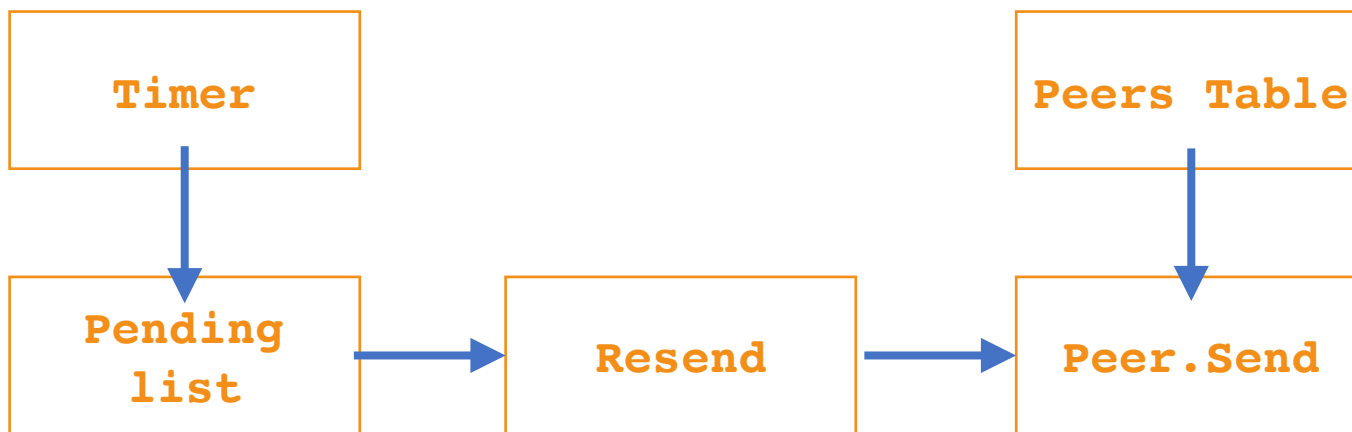 Timer
Peers Table
Pending
list
Resend
Peer.Send